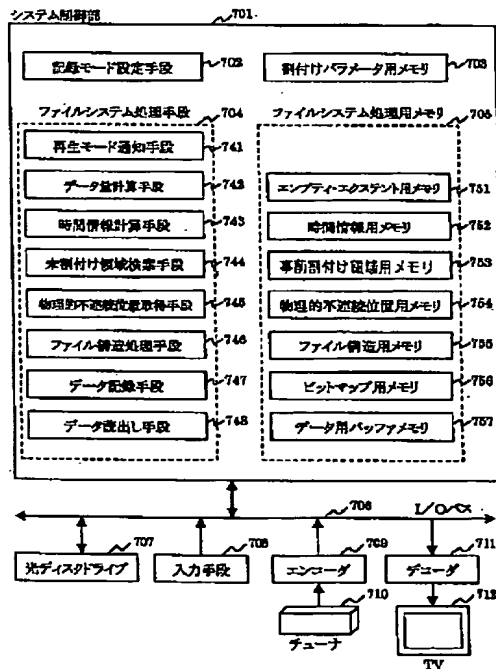 システム制御部
701
記録モード設定手段
702
割付けパラメータ用メモリ
703
ファイルシステム処理手段
704
ファイルシステム処理用メモリ
705
再生モード通知手段
741
データ量計算手段
742
エンプティ・エクステント用メモリ
751
時間情報計算手段
743
時間情報用メモリ
752
未割付け領域検索手段
744
事前割付け領域用メモリ
753
物理的不連続位置取得手段
745
物理的不連続位置用メモリ
754
ファイル構造処理手段
746
ファイル構造用メモリ
755
データ記録手段
747
ビットマップ用メモリ
756
データ読出し手段
748
データ用バッファメモリ
757
706
I/Oバス
光ディスクドライブ
707
入力手段
708
エンコーダ
709
デコーダ
711
710
チューナ
712
TV